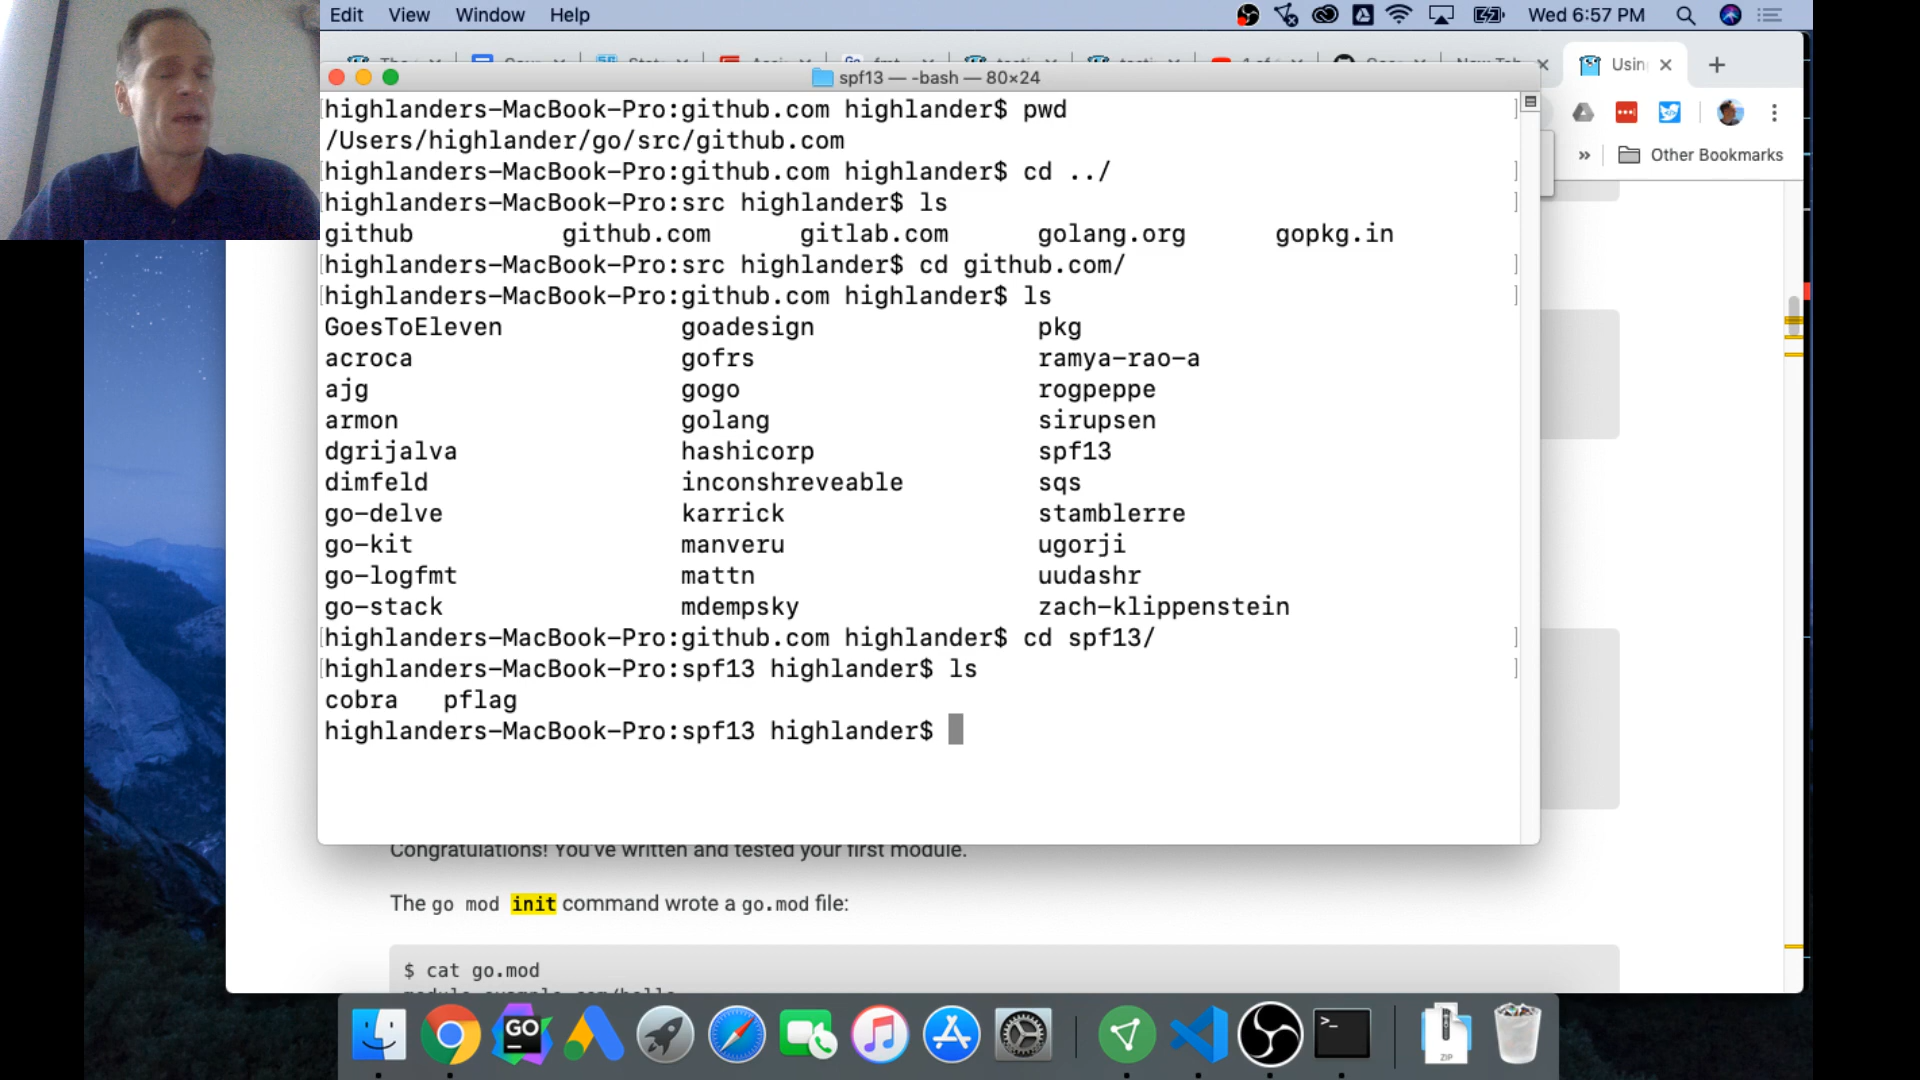 Edit View Window Help
Wed 6:57 PM
Usin
spf13 — -bash — 80×24
Other Bookmarks
highlanders-MacBook-Pro:github.com highlander$ pwd
/Users/highlander/go/src/github.com
highlanders-MacBook-Pro:github.com highlander$ cd ../
highlanders-MacBook-Pro:src highlander$ ls
github github.com gitlab.com golang.org gopkg.in
highlanders-MacBook-Pro:src highlander$ cd github.com/
highlanders-MacBook-Pro:github.com highlander$ ls
GoesToEleven goadesign pkg
acroca gofrs ramya-rao-a
ajg gogo rogpeppe
armon golang sirupsen
dgrijalva hashicorp spf13
dimfeld inconshreveable sqs
go-delve karrick stamblerre
go-kit manveru ugorji
go-logfmt mattn uudashr
go-stack mdempsky zach-klippenstein
highlanders-MacBook-Pro:github.com highlander$ cd spf13/
highlanders-MacBook-Pro:spf13 highlander$ ls
cobra pflag
highlanders-MacBook-Pro:spf13 highlander$
Congratulations! You've written and tested your first module.
The go mod init command wrote a go.mod file:
$ cat go.mod
GO
>_
ZIP